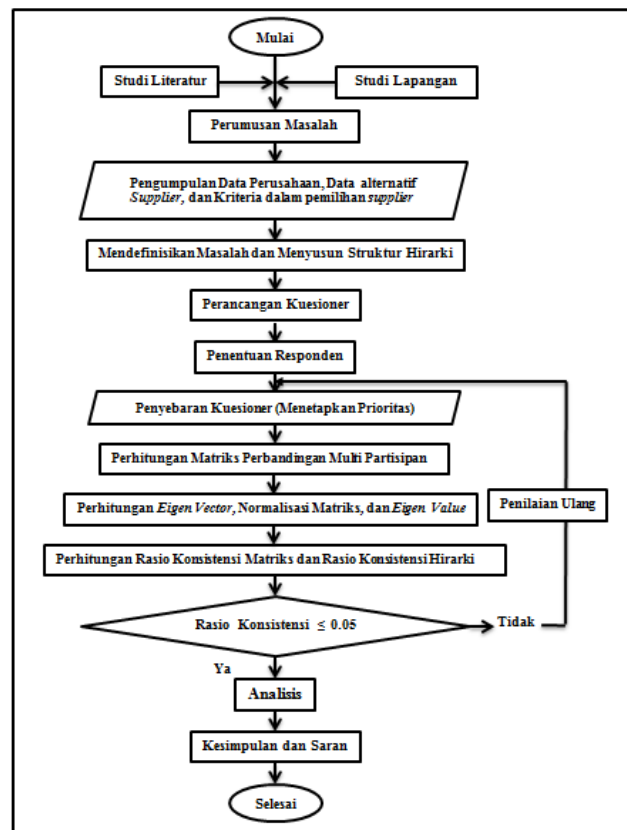 Mulai
Studi Literatur
Studi Lapangan
Perumusan Masalah
Pengumpulan Data Perusahaan, Data alternatif
Supplier, dan Kriteria dalam pemilihan supplier
Mendefinisikan Masalah dan Menyusun Struktur Hirarki
Perancangan Kuesioner
Penentuan Responden
Penyebaran Kuesioner (Menetapkan Prioritas)
Perhitungan Matriks Perbandingan Multi Partisipan
Perhitungan Eigen Vector, Normalisasi Matriks, dan Eigen Value
Penilaian Ulang
Perhitungan Rasio Konsistensi Matriks dan Rasio Konsistensi Hirarki
Rasio Konsistensi ≤ 0.05
Tidak
Ya
Analisis
Kesimpulan dan Saran
Selesai